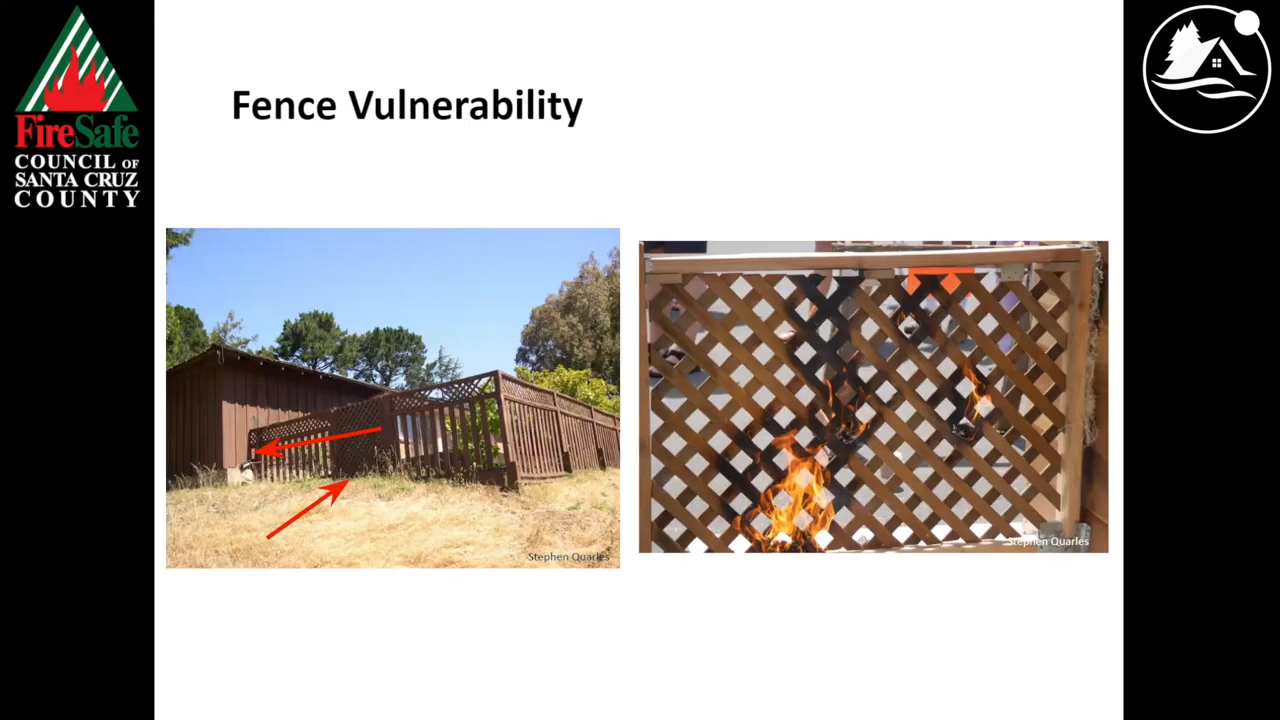 FireSafe
COUNCIL OF
SANTA CRUZ
COUNTY
Fence Vulnerability
Stephen Quarles
Stephen Quarles